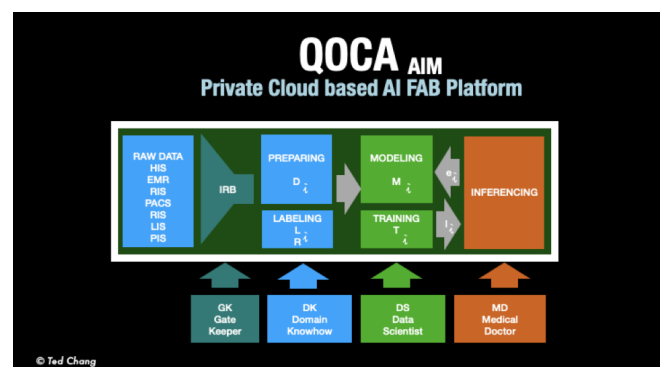 QOCA AIM
Private Cloud based AI FAB Platform
RAW DATA
HIS
EMR
RIS
PACS
RIS
LIS
PIS
IRB
PREPARING
D i
LABELING
L i
R
MODELING
M i
TRAINING
T i
e i
I i
INFERENCING
GK
Gate
Keeper
DK
Domain
Knowhow
DS
Data
Scientist
MD
Medical
Doctor
© Ted Chang